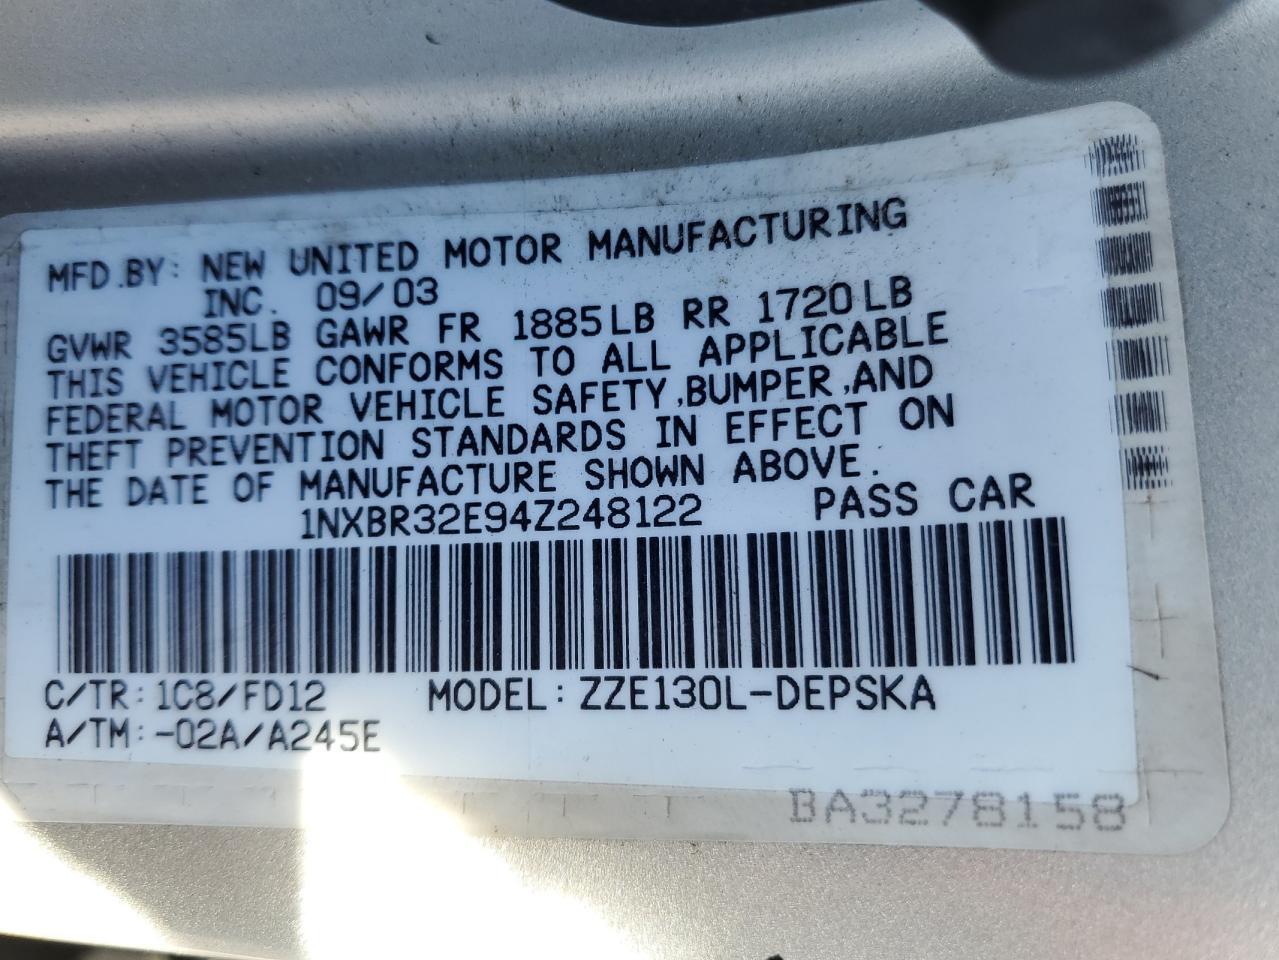 MFD.BY: NEW UNITED MOTOR MANUFACTURING
INC. 09/03
GVWR 3585LB GAWR FR 1885LB RR 1720LB
THIS VEHICLE CONFORMS TO ALL APPLICABLE
FEDERAL MOTOR VEHICLE SAFETY,BUMPER,AND
THEFT PREVENTION STANDARDS IN EFFECT ON
THE DATE OF MANUFACTURE SHOWN ABOVE.
1NXBR32E94Z248122 PASS CAR
C/TR:1C8/FD12 MODEL:ZZE130L-DEPSKA
A/TM:-02A/A245E
BA3278158